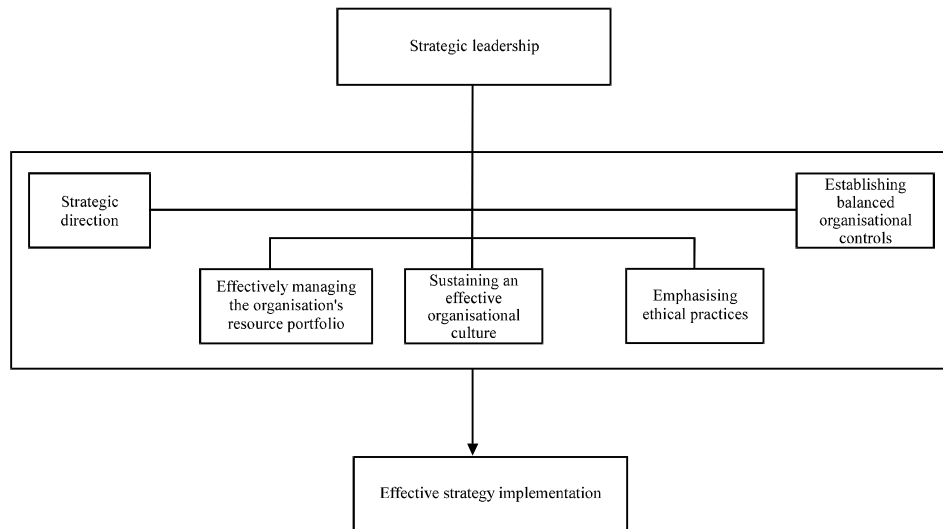 Strategic leadership
Strategic
direction
Establishing
balanced
organisational
controls
Effectively managing
the organisation's
resource portfolio
Sustaining an
effective
organisational
culture
Emphasising
ethical practices
Effective strategy implementation